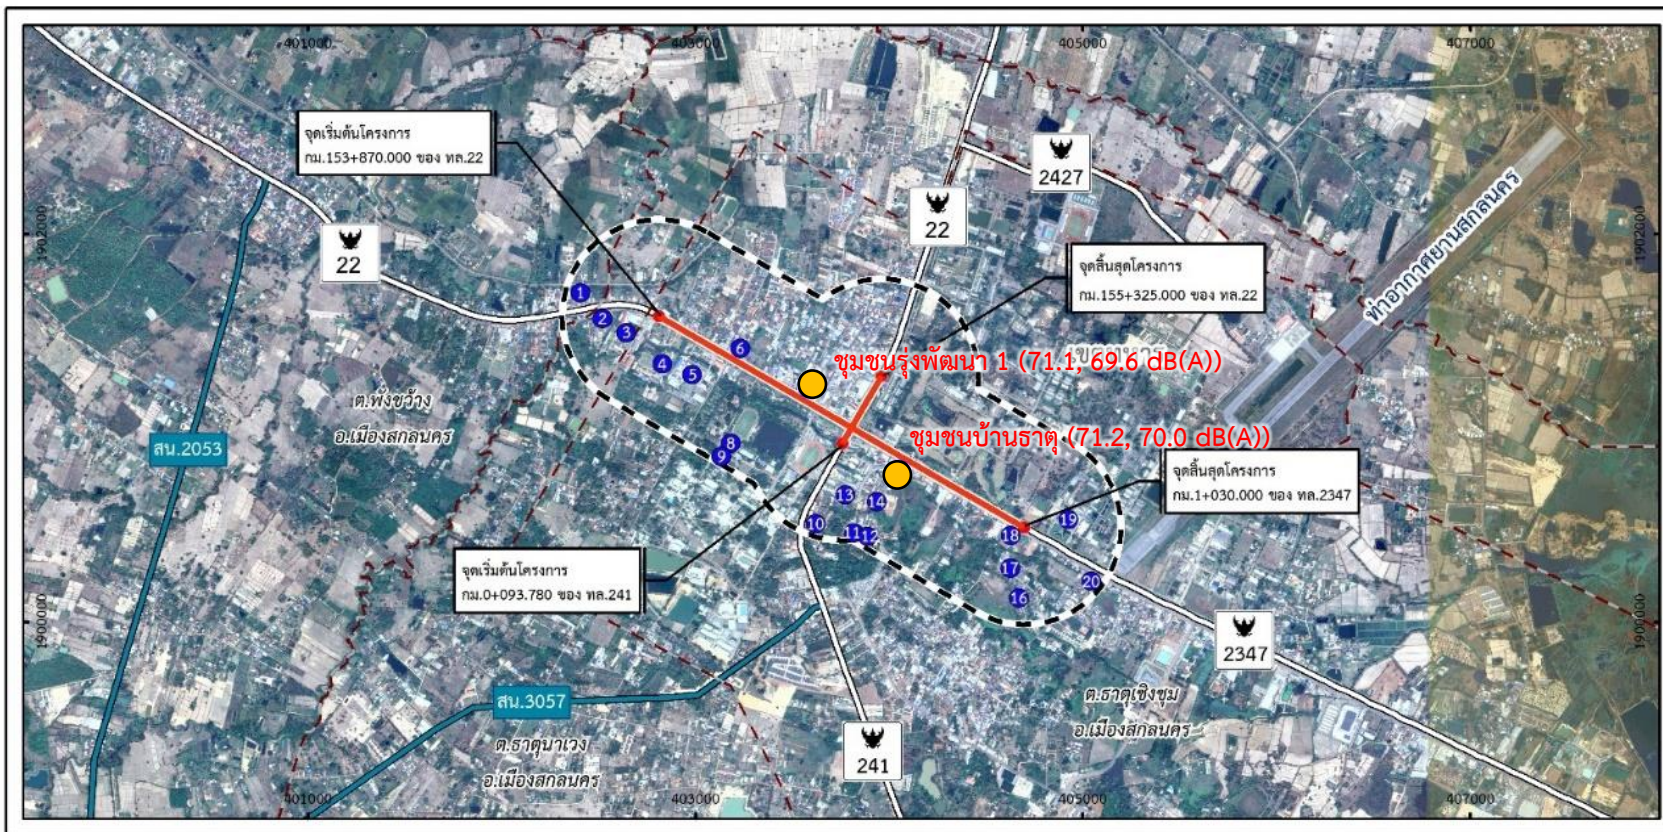 401000
403000
405000
407000
จุดเริ่มต้นโครงการ
กม.153+870.000 ของ ทล.22
2427
22
22
1902000
1902000
ท่าอากาศยานสกลนคร
จุดสิ้นสุดโครงการ
กม.155+325.000 ของ ทล.22
1
2
3
4
5
6
ชุมชนรุ่งพัฒนา 1 (71.1, 69.6 dB(A))
ต.พังขว้าง
อ.เมืองสกลนคร
สน.2053
8
9
ชุมชนบ้านธาตุ (71.2, 70.0 dB(A))
จุดสิ้นสุดโครงการ
กม.1+030.000 ของ ทล.2347
10
11
12
13
14
16
17
18
19
20
จุดเริ่มต้นโครงการ
กม.0+093.780 ของ ทล.241
1900000
1900000
2347
สน.3057
ต.ธาตุนาเวง
อ.เมืองสกลนคร
ต.ธาตุเชิงชุม
อ.เมืองสกลนคร
241
401000
403000
405000
407000